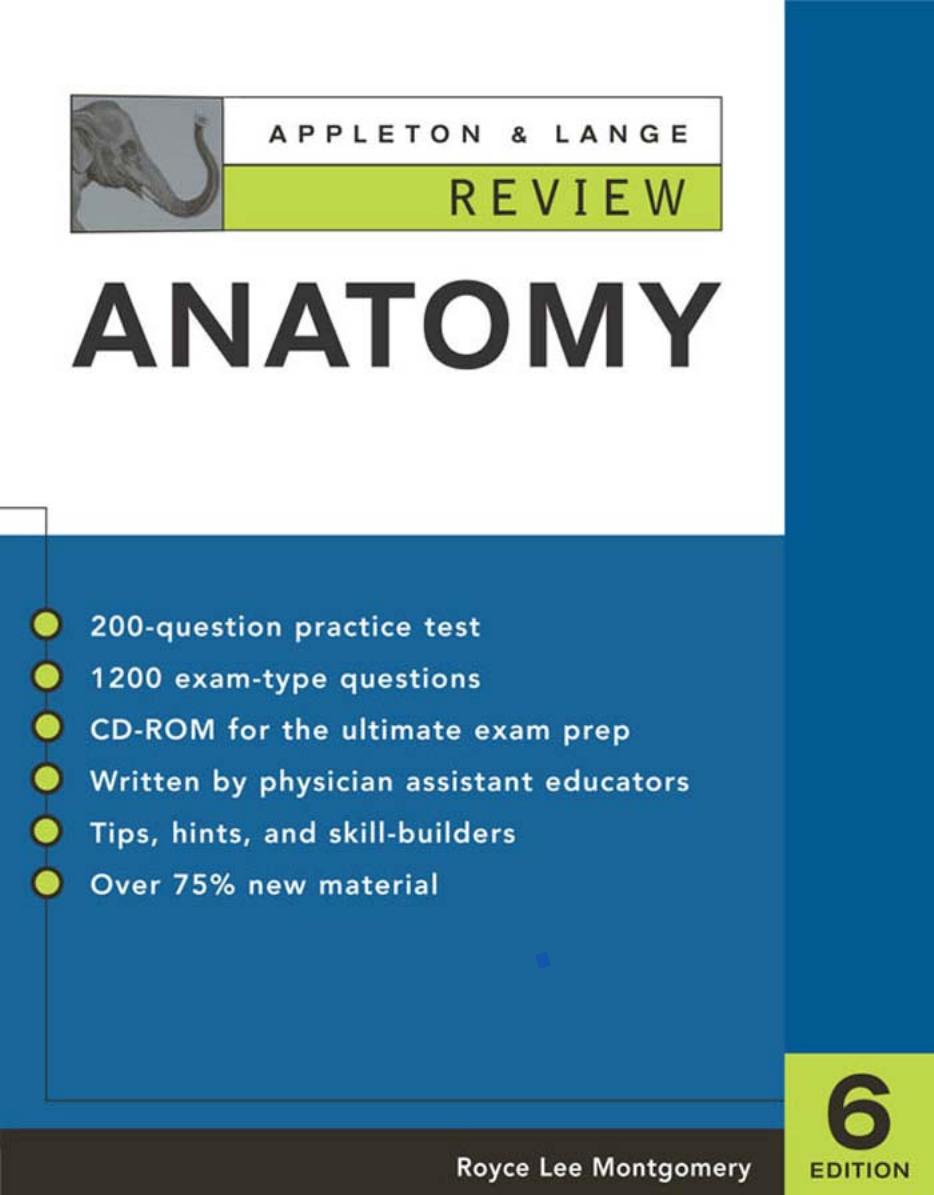 APPLETON & LANGE
REVIEW
ANATOMY
200-question practice test
1200 exam-type questions
CD-ROM for the ultimate exam prep
Written by physician assistant educators
Tips, hints, and skill-builders
Over 75% new material
6
EDITION
Royce Lee Montgomery